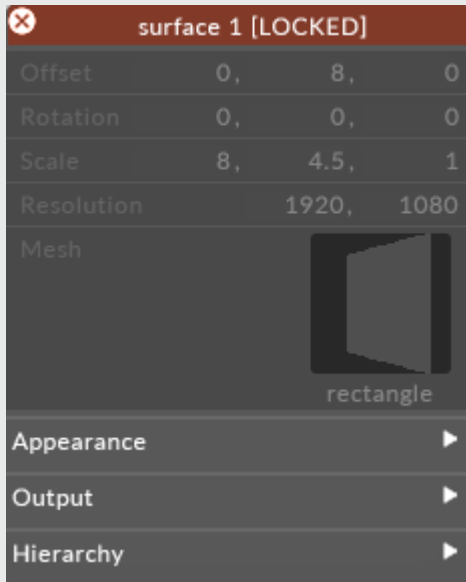 surface 1 [LOCKED]
Offset 0, 8, 0
Rotation 0, 0, 0
Scale 8, 4.5, 1
Resolution 1920, 1080
Mesh
rectangle
Appearance
Output
Hierarchy